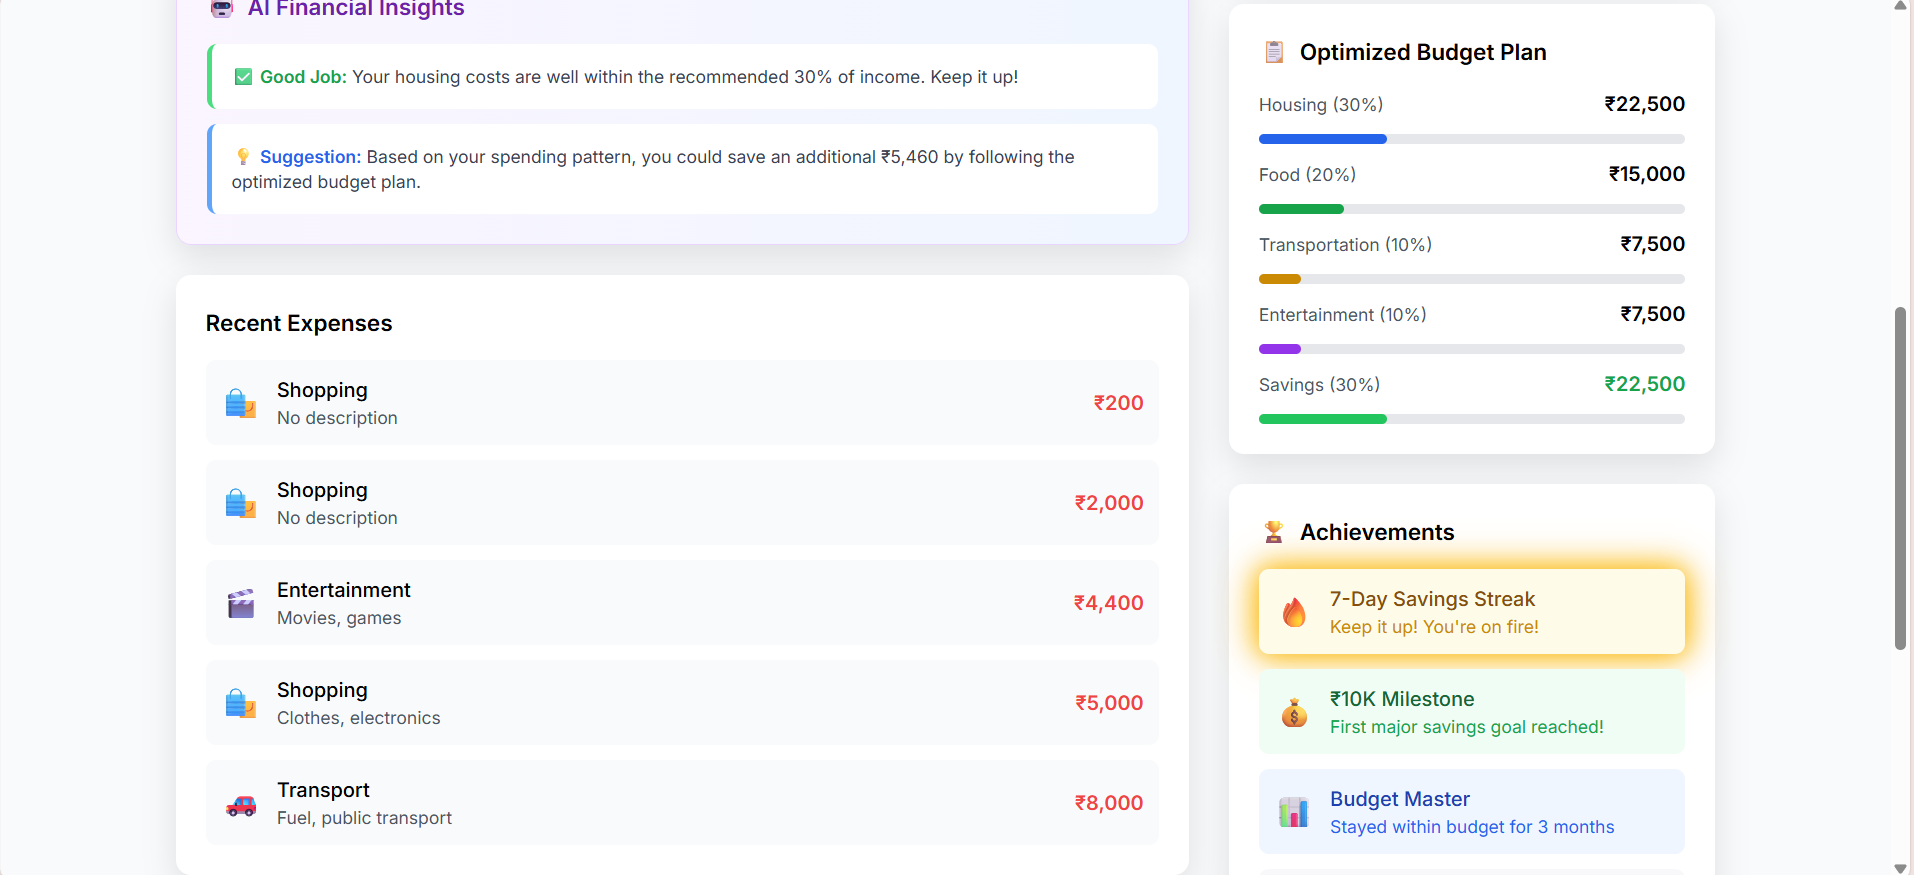 AI Financial Insights
Good Job: Your housing costs are well within the recommended 30% of income. Keep it up!
Suggestion: Based on your spending pattern, you could save an additional ₹5,460 by following the
optimized budget plan.
Recent Expenses
Shopping
No description
₹200
Shopping
No description
₹2,000
Entertainment
Movies, games
₹4,400
Shopping
Clothes, electronics
₹5,000
Transport
Fuel, public transport
₹8,000
Optimized Budget Plan
Housing (30%) ₹22,500
Food (20%) ₹15,000
Transportation (10%) ₹7,500
Entertainment (10%) ₹7,500
Savings (30%) ₹22,500
Achievements
7-Day Savings Streak
Keep it up! You're on fire!
₹10K Milestone
First major savings goal reached!
Budget Master
Stayed within budget for 3 months